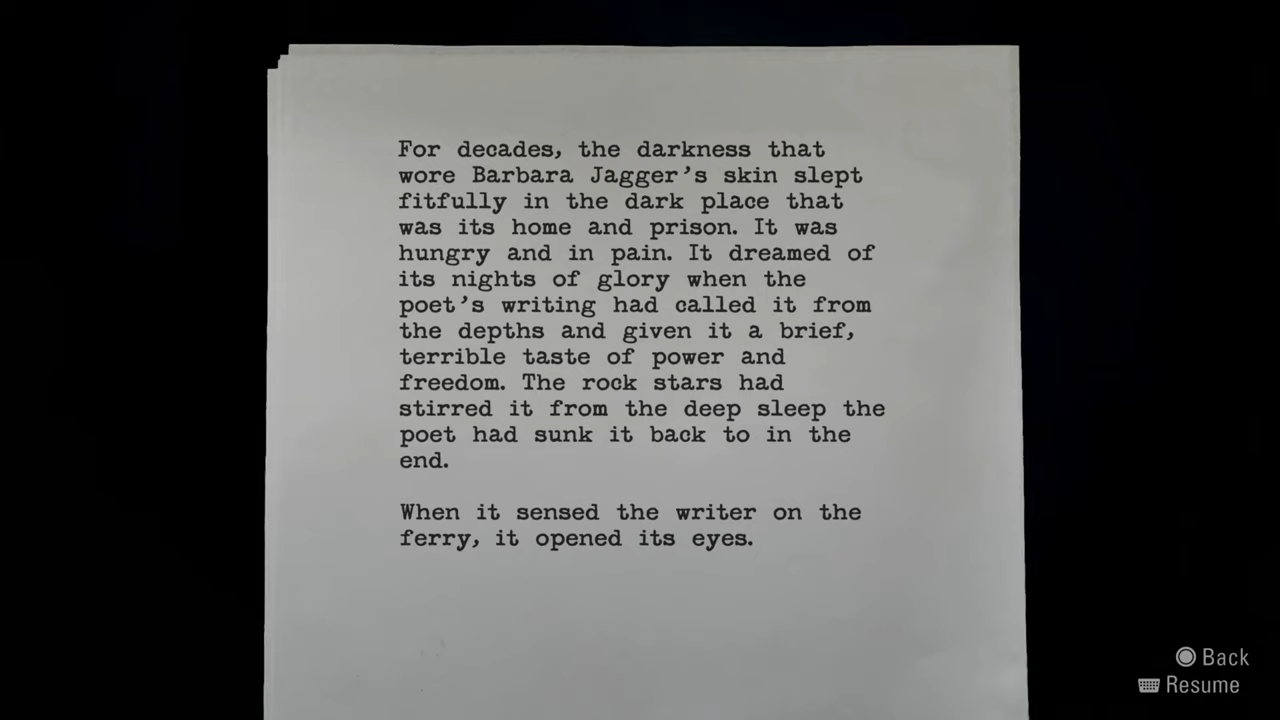 For decades, the darkness that
wore Barbara Jagger's skin slept
fitfully in the dark place that
was its home and prison. It was
hungry and in pain. It dreamed of
its nights of glory when the
poet's writing had called it from
the depths and given it a brief,
terrible taste of power and
freedom. The rock stars had
stirred it from the deep sleep the
poet had sunk it back to in the
end.
When it sensed the writer on the
ferry, it opened its eyes.
Back
Resume